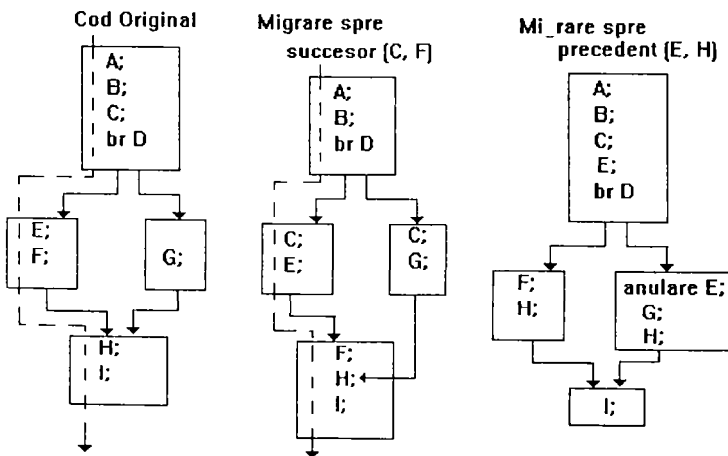 Cod Original
A;
B;
C;
br D
E;
F;
G;
H;
I;
Migrare spre
succesor (C, F)
A;
B;
br D
C;
E;
C;
G;
F;
H;
I;
Mi_rare spre
precedent (E, H)
A;
B;
C;
E;
br D
F;
H;
anulare E;
G;
H;
I;